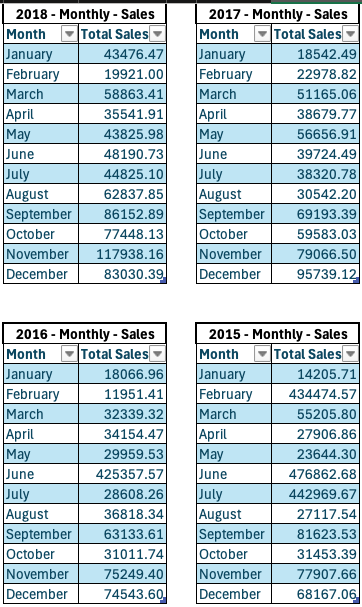 2018 - Monthly - Sales
Month Total Sales
January 43476.47
February 19921.00
March 58863.41
April 35541.91
May 43825.98
June 48190.73
July 44825.10
August 62837.85
September 86152.89
October 77448.13
November 117938.16
December 83030.39
2017 - Monthly - Sales
Month Total Sales
January 18542.49
February 22978.82
March 51165.06
April 38679.77
May 56656.91
June 39724.49
July 38320.78
August 30542.20
September 69193.39
October 59583.03
November 79066.50
December 95739.12
2016 - Monthly - Sales
Month Total Sales
January 18066.96
February 11951.41
March 32339.32
April 34154.47
May 29959.53
June 425357.57
July 28608.26
August 36818.34
September 63133.61
October 31011.74
November 75249.40
December 74543.60
2015 - Monthly - Sales
Month Total Sales
January 14205.71
February 434474.57
March 55205.80
April 27906.86
May 23644.30
June 476862.68
July 442969.67
August 27117.54
September 81623.53
October 31453.39
November 77907.66
December 68167.06